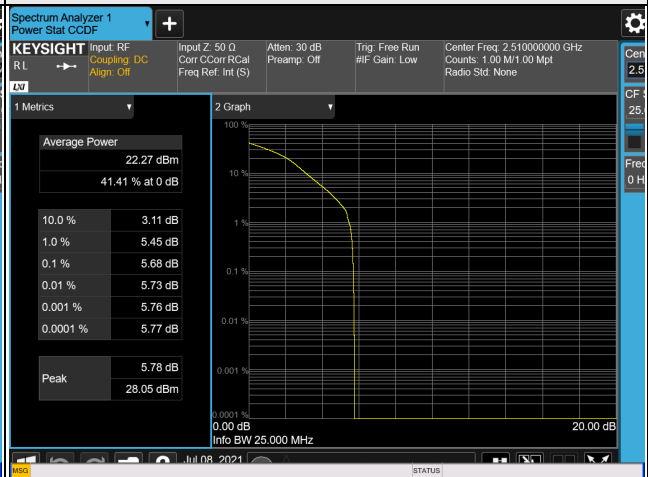 Spectrum Analyzer 1
Power Stat CCDF
KEYSIGHT
RL
LXI
Input: RF
Coupling: DC
Align: Off
Input Z: 50 Ω
Corr CCorr RCal
Freq Ref: Int (S)
Atten: 30 dB
Preamp: Off
Trig: Free Run
#IF Gain: Low
Center Freq: 2.510000000 GHz
Counts: 1.00 M/1.00 Mpt
Radio Std: None
2.5
CF S
25.
0 H
1 Metrics
Average Power
22.27 dBm
41.41 % at 0 dB
10.0 % 3.11 dB
1.0 % 5.45 dB
0.1 % 5.68 dB
0.01 % 5.73 dB
0.001 % 5.76 dB
0.0001 % 5.77 dB
Peak
5.78 dB
28.05 dBm
2 Graph
100 %
10 %
1 %
0.1 %
0.01 %
0.001 %
0.0001 %
0.00 dB 20.00 dB
Info BW 25.000 MHz
Jul 08, 2021
MSG STATUS